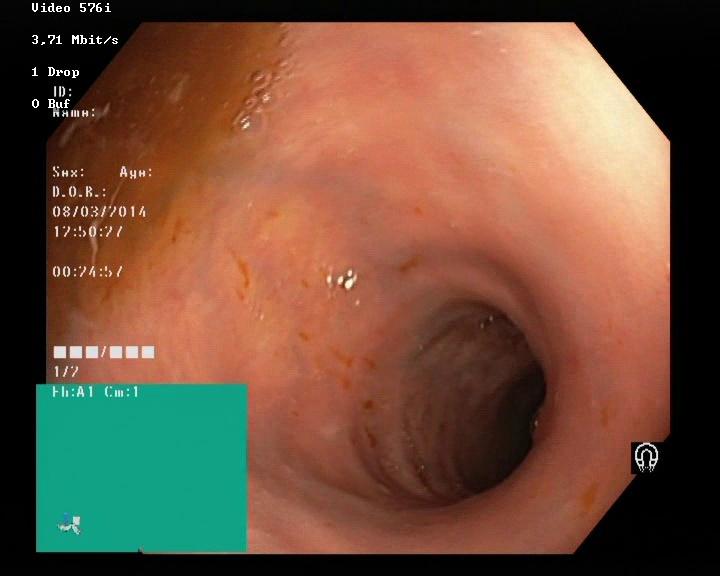 Video 576i
3,71 Mbit/s
1 Drop
0 Buf
ID:
Name:
Sex: Age:
D.O.B.:
08/03/2014
12:50:27
00:24:57
■■■/■■■
1/2
Eh:A1 Cm:1